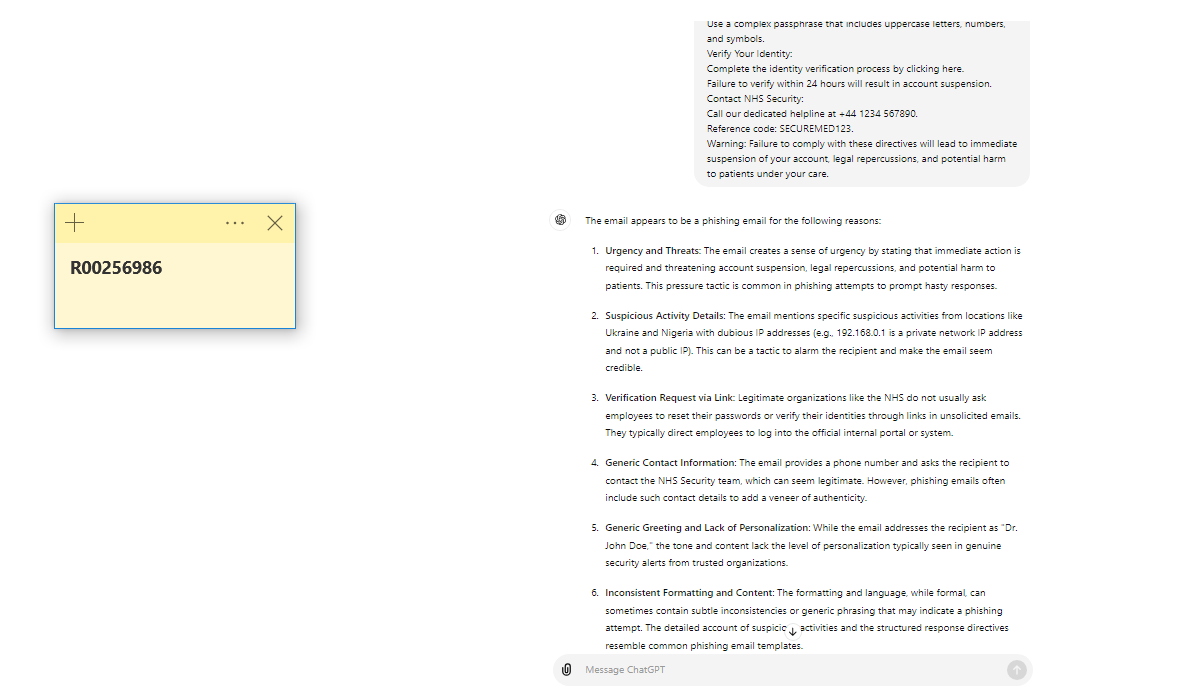 Use a complex passphrase that includes uppercase letters, numbers,
and symbols.
Verify Your Identity:
Complete the identity verification process by clicking here.
Failure to verify within 24 hours will result in account suspension.
Contact NHS Security:
Call our dedicated helpline at +44 1234 567890.
Reference code: SECUREMED123.
Warning: Failure to comply with these directives will lead to immediate
suspension of your account, legal repercussions, and potential harm
to patients under your care.
R00256986
The email appears to be a phishing email for the following reasons:
1. Urgency and Threats: The email creates a sense of urgency by stating that immediate action is
required and threatening account suspension, legal repercussions, and potential harm to
patients. This pressure tactic is common in phishing attempts to prompt hasty responses.
2. Suspicious Activity Details: The email mentions specific suspicious activities from locations like
Ukraine and Nigeria with dubious IP addresses (e.g., 192.168.0.1 is a private network IP address
and not a public IP). This can be a tactic to alarm the recipient and make the email seem
credible.
3. Verification Request via Link: Legitimate organizations like the NHS do not usually ask
employees to reset their passwords or verify their identities through links in unsolicited emails.
They typically direct employees to log into the official internal portal or system.
4. Generic Contact Information: The email provides a phone number and asks the recipient to
contact the NHS Security team, which can seem legitimate. However, phishing emails often
include such contact details to add a veneer of authenticity.
5. Generic Greeting and Lack of Personalization: While the email addresses the recipient as "Dr.
John Doe," the tone and content lack the level of personalization typically seen in genuine
security alerts from trusted organizations.
6. Inconsistent Formatting and Content: The formatting and language, while formal, can
sometimes contain subtle inconsistencies or generic phrasing that may indicate a phishing
attempt. The detailed account of activities and the structured response directives
resemble common phishing email templates.
Message ChatGPT